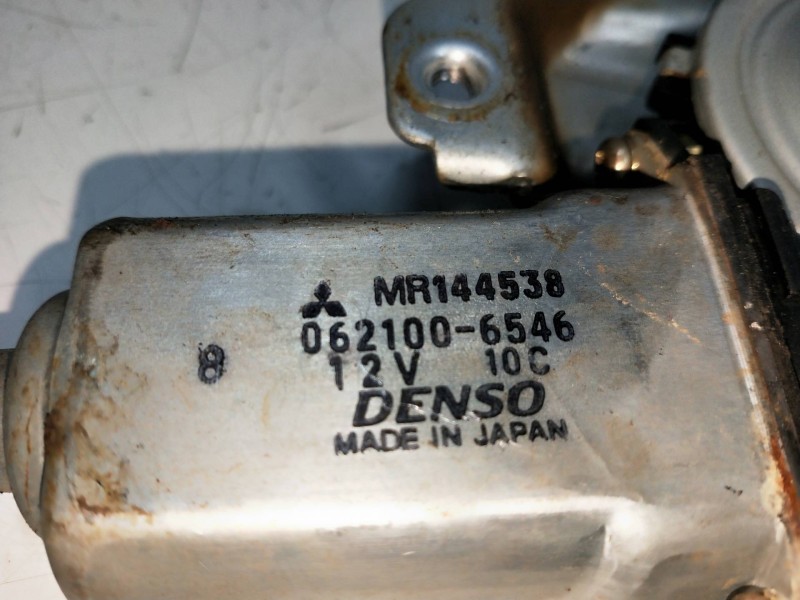 MR144538
062100-6546
8
12V 10C
DENSO
MADE IN JAPAN